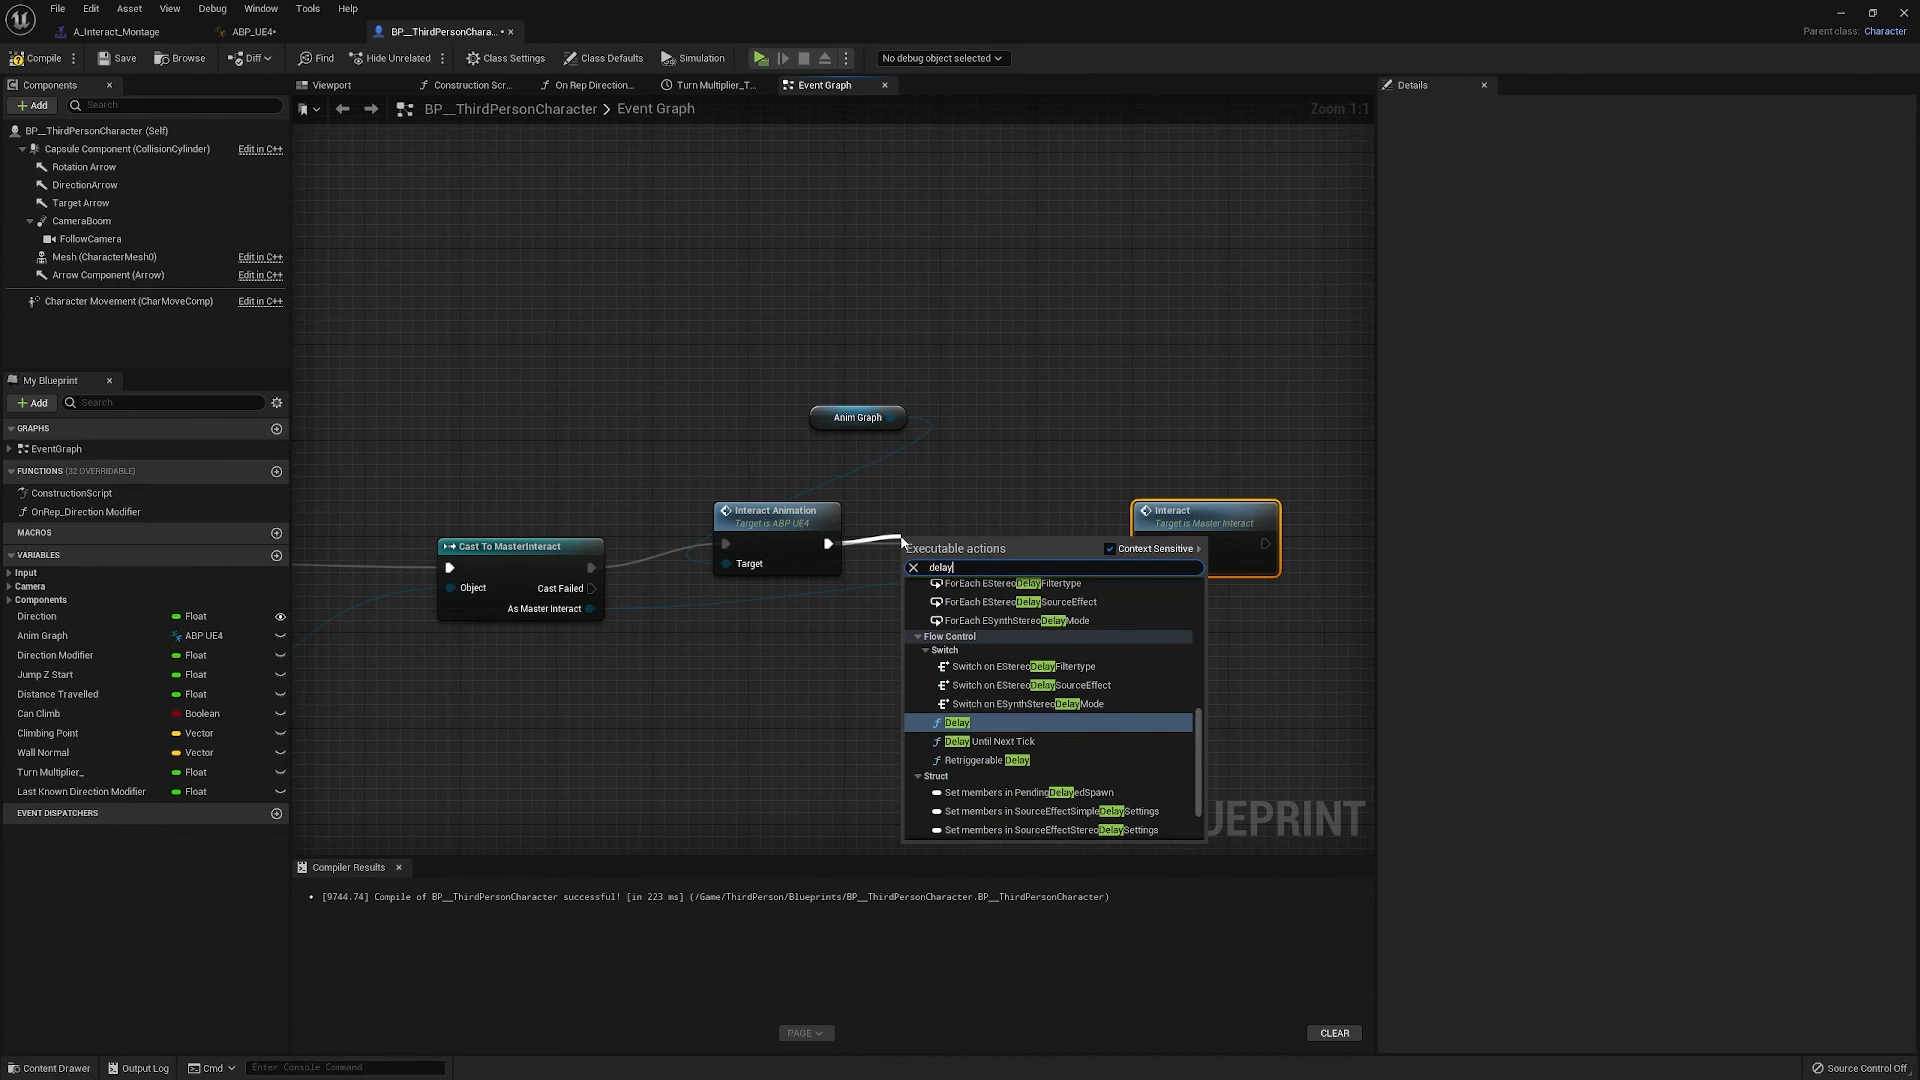 File Edit Asset View Debug Window Tools Help
A_Interact_Montage ABP_UE4• BP__ThirdPersonChara...•
Parent class: Character
Compile Save Browse Diff Find Hide Unrelated Class Settings Class Defaults Simulation No debug object selected
Components
Add Search
BP__ThirdPersonCharacter (Self)
Capsule Component (CollisionCylinder) Edit in C++
Rotation Arrow
DirectionArrow
Target Arrow
CameraBoom
FollowCamera
Mesh (CharacterMesh0) Edit in C++
Arrow Component (Arrow) Edit in C++
Character Movement (CharMoveComp) Edit in C++
My Blueprint
Add Search
GRAPHS
EventGraph
FUNCTIONS (32 OVERRIDABLE)
ConstructionScript
OnRep_Direction Modifier
MACROS
VARIABLES
Input
Camera
Components
Direction Float
Anim Graph ABP UE4
Direction Modifier Float
Jump Z Start Float
Distance Travelled Float
Can Climb Boolean
Climbing Point Vector
Wall Normal Vector
Turn Multiplier_ Float
Last Known Direction Modifier Float
EVENT DISPATCHERS
Viewport Construction Scr... On Rep Direction... Turn Multiplier_T... Event Graph
BP__ThirdPersonCharacter > Event Graph Zoom 1:1
Anim Graph
Interact Animation
Target is ABP UE4
Target
Cast To MasterInteract
Object Cast Failed
As Master Interact
Interact
Target is Master Interact
Executable actions Context Sensitive
delay
ForEach EStereoDelayFiltertype
ForEach EStereoDelaySourceEffect
ForEach ESynthStereoDelayMode
Flow Control
Switch
Switch on EStereoDelayFiltertype
Switch on EStereoDelaySourceEffect
Switch on ESynthStereoDelayMode
Delay
Delay Until Next Tick
Retriggerable Delay
Struct
Set members in PendingDelayedSpawn
Set members in SourceEffectSimpleDelaySettings
Set members in SourceEffectStereoDelaySettings
UEPRINT
Compiler Results
• [9744.74] Compile of BP__ThirdPersonCharacter successful! [in 223 ms] (/Game/ThirdPerson/Blueprints/BP__ThirdPersonCharacter.BP__ThirdPersonCharacter)
PAGE CLEAR
Details
Content Drawer Output Log Cmd Enter Console Command Source Control Off